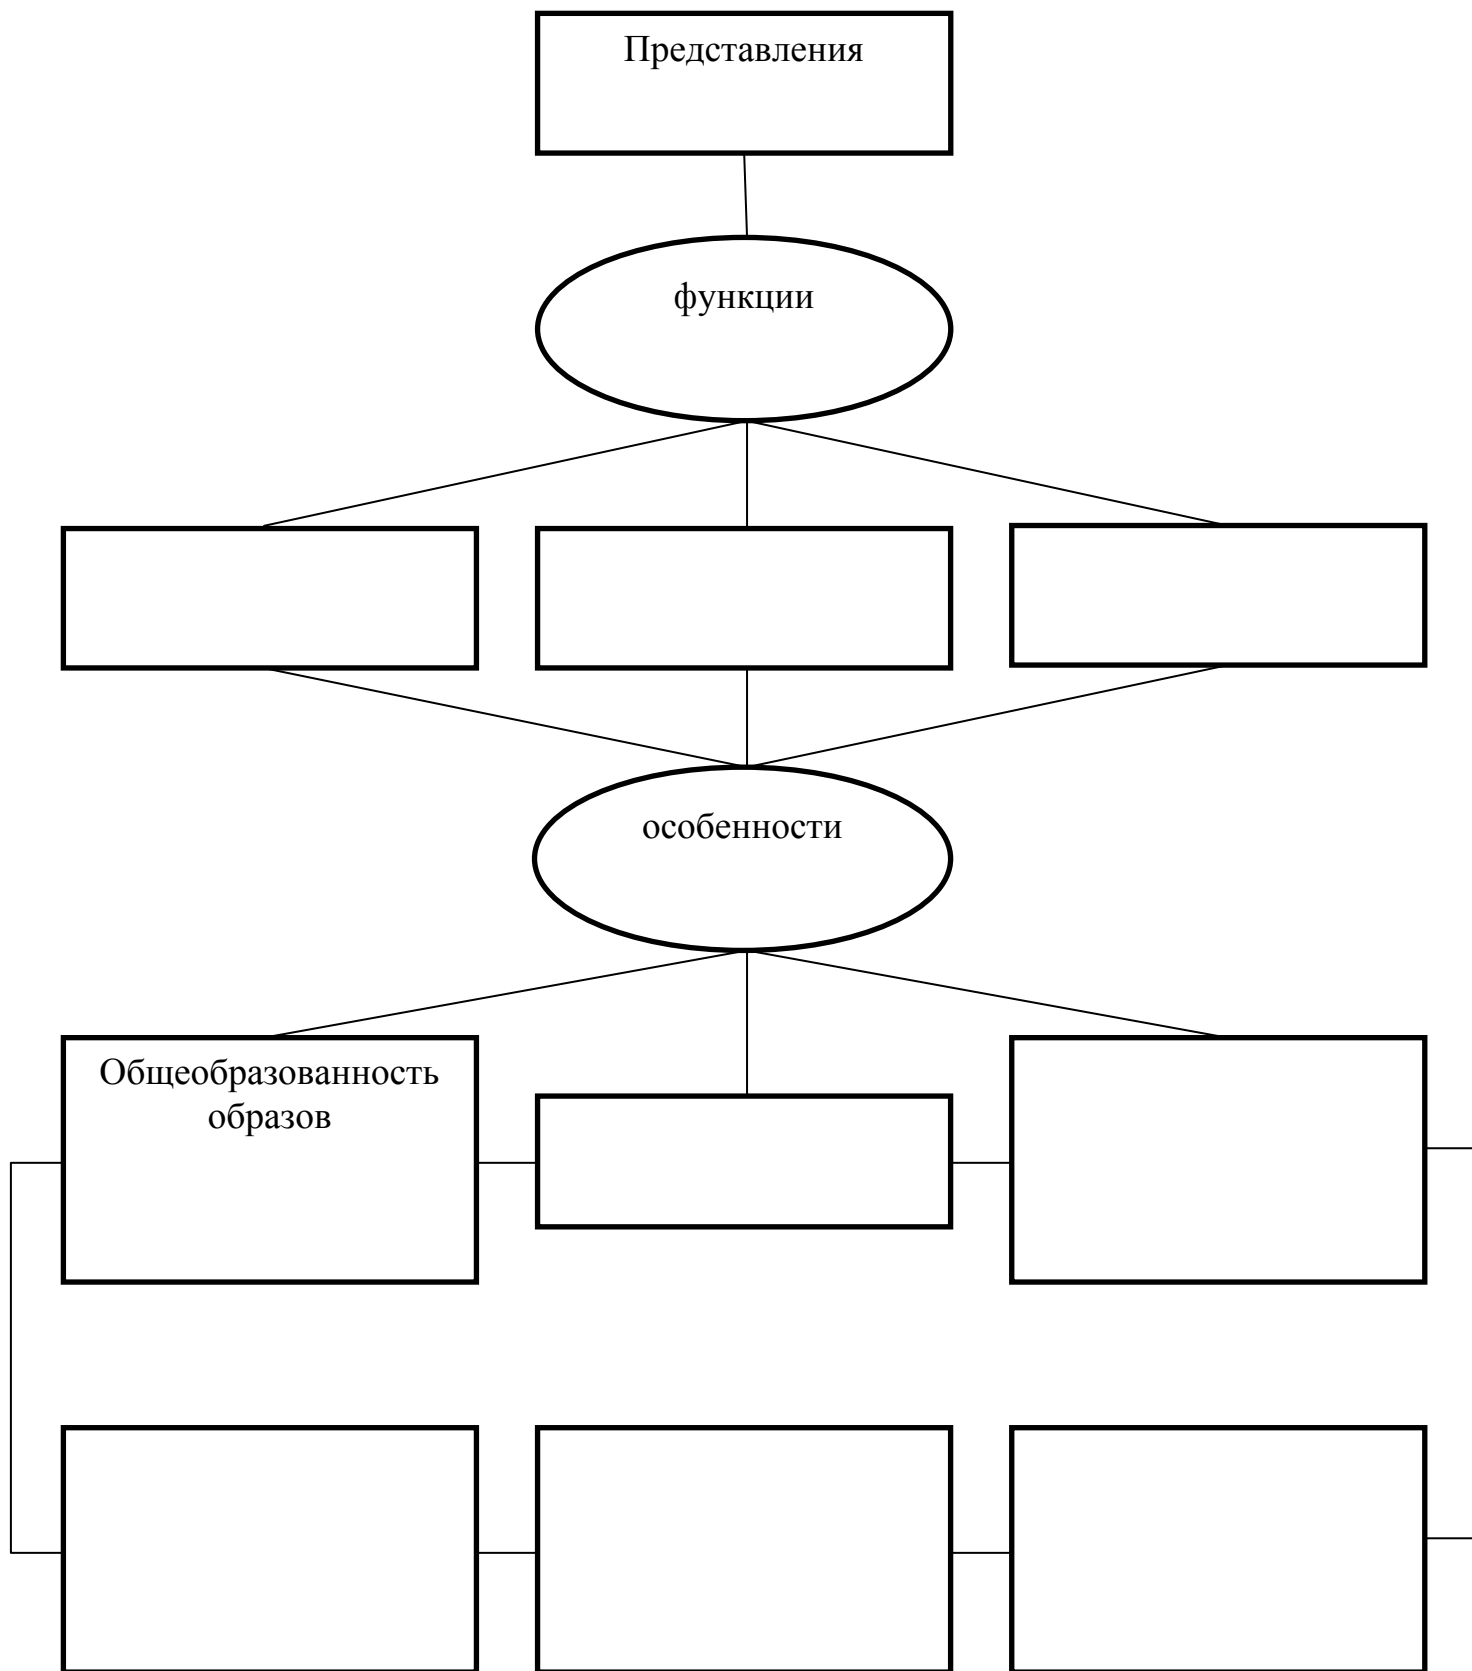 Представления
функции
особенности
Общеобразованность
образов